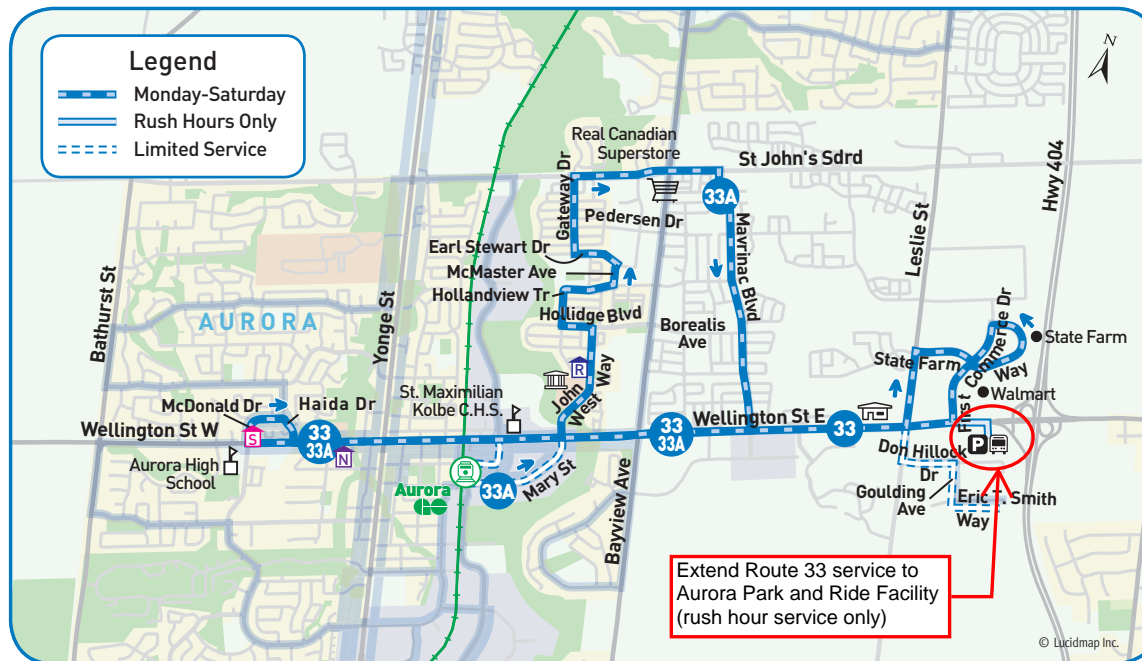 Legend
Monday-Saturday
Rush Hours Only
Limited Service
N
Real Canadian
Superstore
St John's Sdrd
33A
Gateway Dr
Pedersen Dr
Mavrinac Blvd
Leslie St
Hwy 404
Earl Stewart Dr
McMaster Ave
Hollandview Tr
Hollidge Blvd
Bathurst St
AURORA
Yonge St
Borealis
Ave
State Farm
Way
First Commerce Dr
State Farm
Walmart
R
John West Way
St. Maximilian
Kolbe C.H.S.
McDonald Dr
Haida Dr
Wellington St W
S
33
33A
N
Aurora High
School
Wellington St E
33
33A
33
P
Don Hillock
Dr
Aurora
GO
33A
Mary St
Bayview Ave
Goulding
Ave
Eric T. Smith
Way
Extend Route 33 service to
Aurora Park and Ride Facility
(rush hour service only)
© Lucidmap Inc.